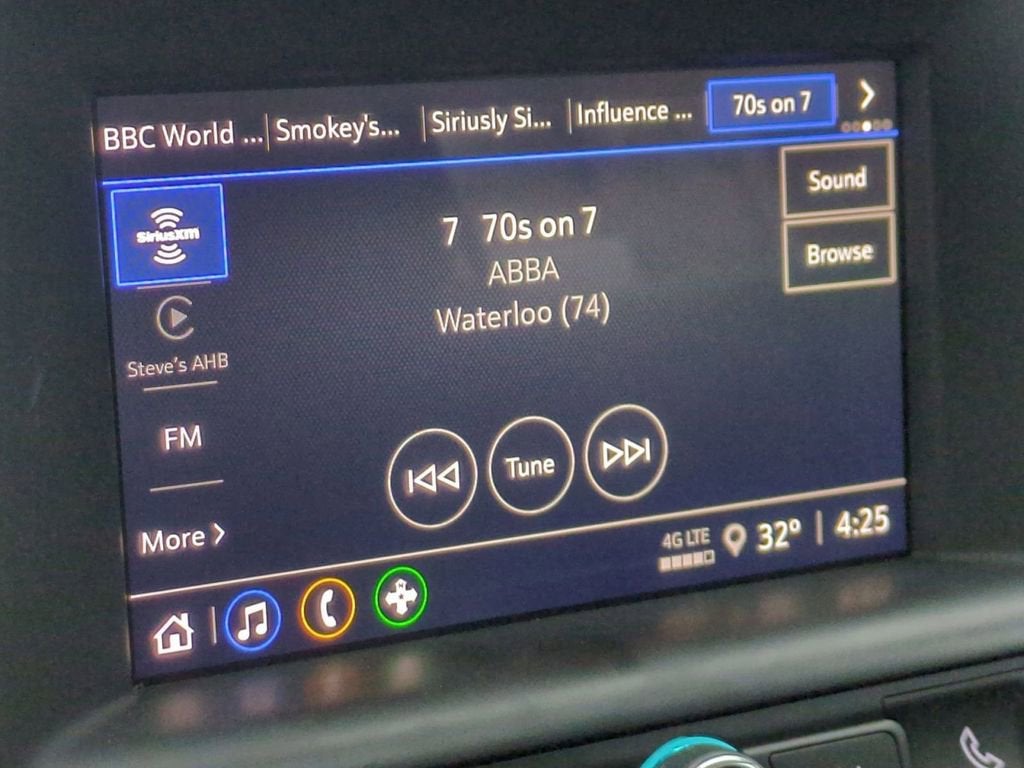 BBC World ... Smokey's... Siriusly Si... Influence ... 70s on 7
SiriusXM
Sound
7 70s on 7
Browse
ABBA
Waterloo (74)
Steve's AHB
FM
Tune
More
4G LTE 32° 4:25